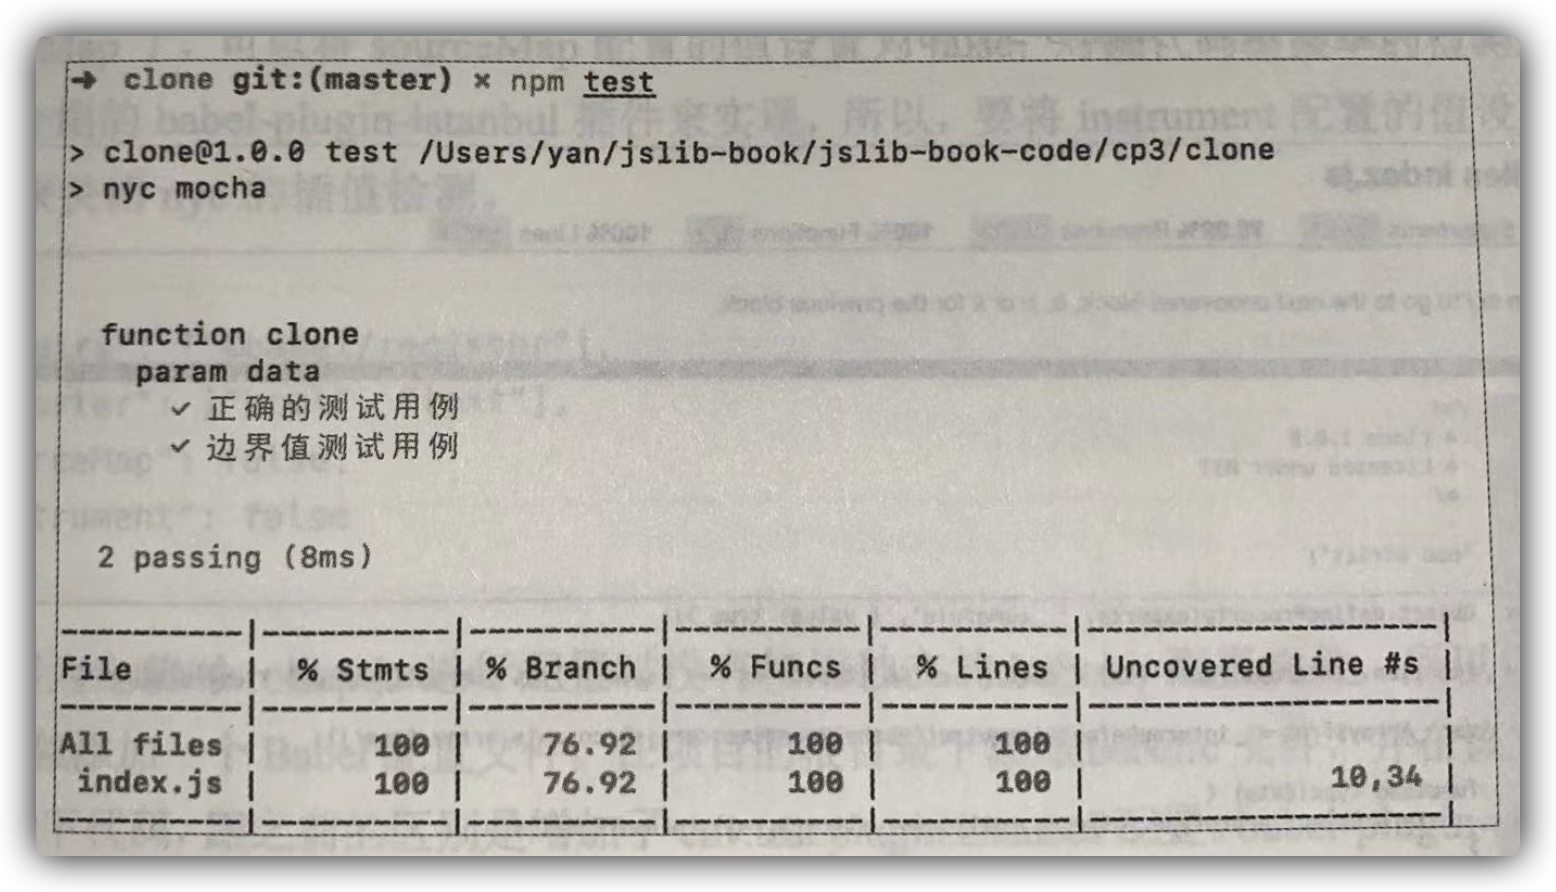 ➜ clone git:(master) × npm test
> clone@1.0.0 test /Users/yan/jslib-book/jslib-book-code/cp3/clone
> nyc mocha
function clone
param data
✓ 正确的测试用例
✓ 边界值测试用例
2 passing (8ms)
File | % Stmts | % Branch | % Funcs | % Lines | Uncovered Line #s |
All files | 100 | 76.92 | 100 | 100 | |
index.js | 100 | 76.92 | 100 | 100 | 10,34 |